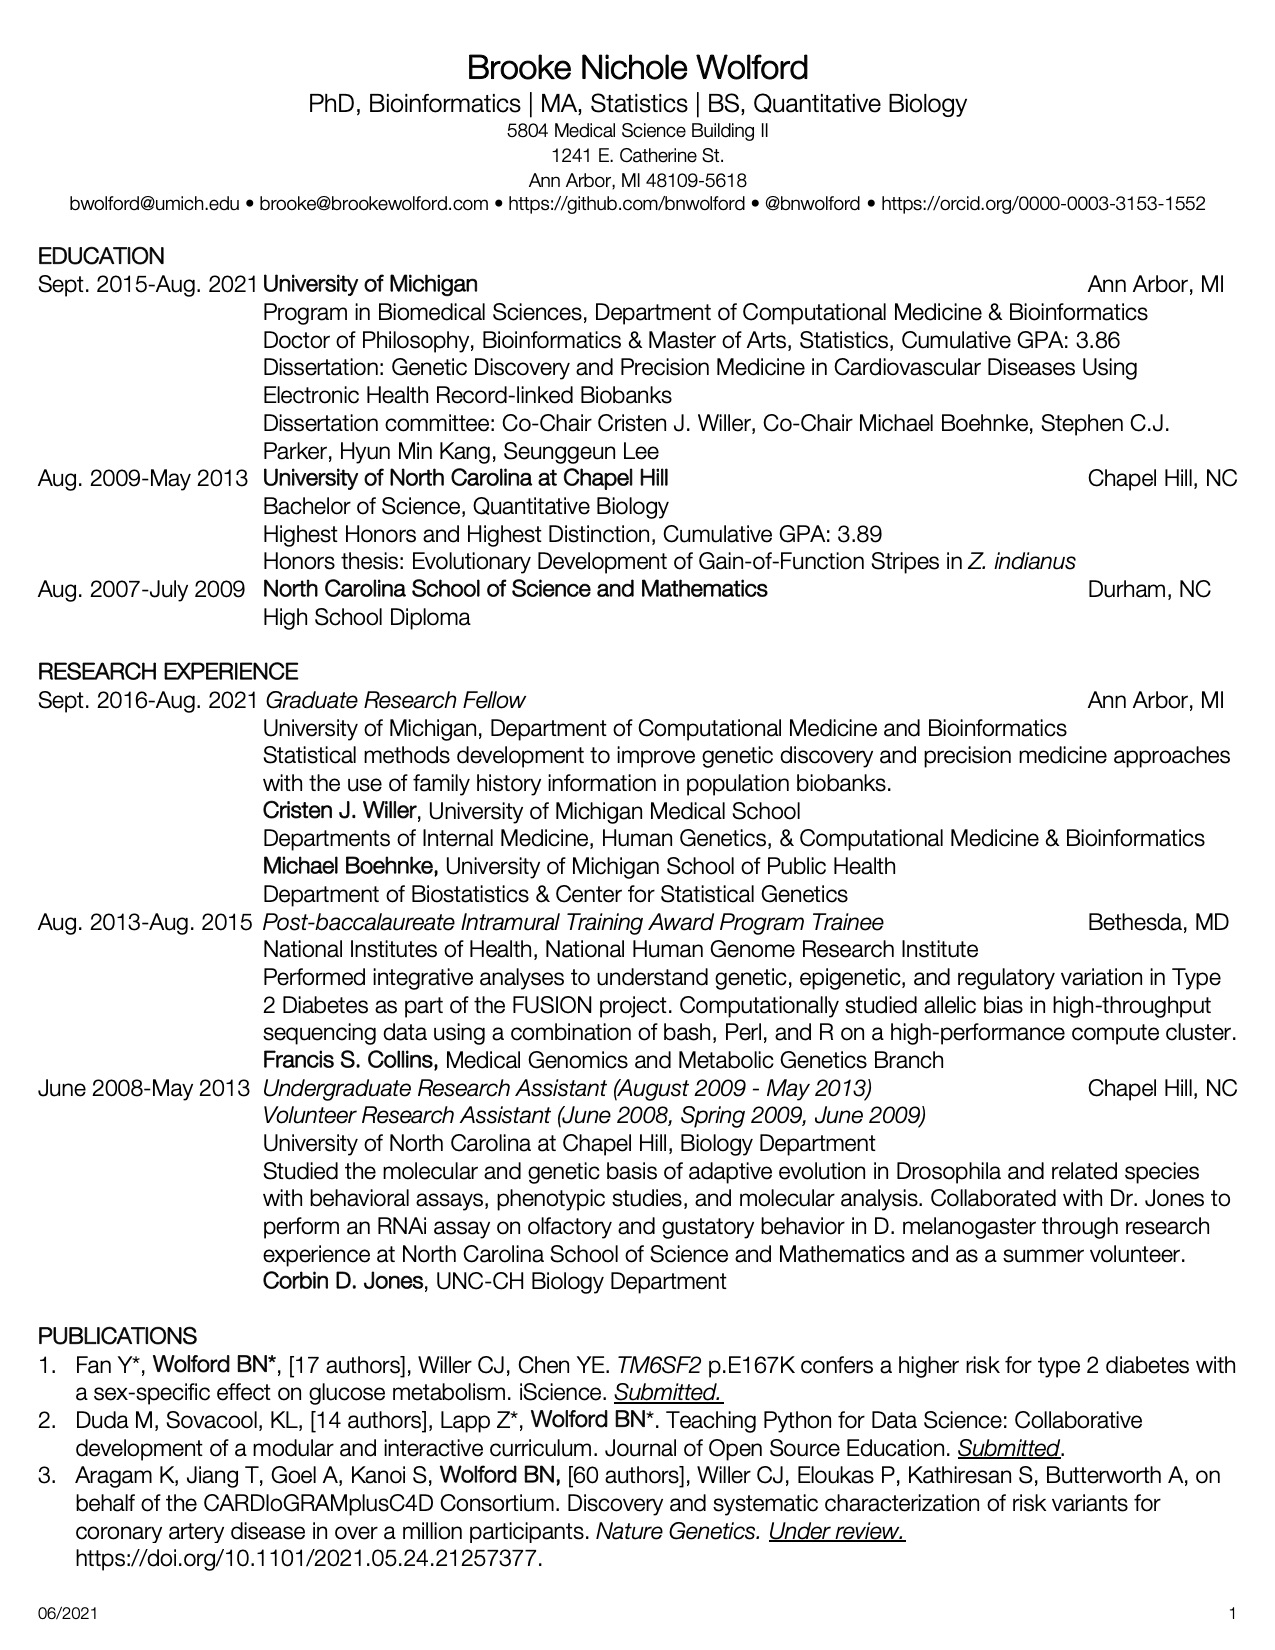 Brooke Nichole Wolford
PhD, Bioinformatics | MA, Statistics | BS, Quantitative Biology
5804 Medical Science Building II
1241 E. Catherine St.
Ann Arbor, MI 48109-5618
bwolford@umich.edu • brooke@brookewolford.com • https://github.com/bnwolford • @bnwolford • https://orcid.org/0000-0003-3153-1552
EDUCATION
Sept. 2015-Aug. 2021 University of Michigan Ann Arbor, MI
Program in Biomedical Sciences, Department of Computational Medicine & Bioinformatics
Doctor of Philosophy, Bioinformatics & Master of Arts, Statistics, Cumulative GPA: 3.86
Dissertation: Genetic Discovery and Precision Medicine in Cardiovascular Diseases Using
Electronic Health Record-linked Biobanks
Dissertation committee: Co-Chair Cristen J. Willer, Co-Chair Michael Boehnke, Stephen C.J.
Parker, Hyun Min Kang, Seunggeun Lee
Aug. 2009-May 2013 University of North Carolina at Chapel Hill Chapel Hill, NC
Bachelor of Science, Quantitative Biology
Highest Honors and Highest Distinction, Cumulative GPA: 3.89
Honors thesis: Evolutionary Development of Gain-of-Function Stripes in Z. indianus
Aug. 2007-July 2009 North Carolina School of Science and Mathematics Durham, NC
High School Diploma
RESEARCH EXPERIENCE
Sept. 2016-Aug. 2021 Graduate Research Fellow Ann Arbor, MI
University of Michigan, Department of Computational Medicine and Bioinformatics
Statistical methods development to improve genetic discovery and precision medicine approaches
with the use of family history information in population biobanks.
Cristen J. Willer, University of Michigan Medical School
Departments of Internal Medicine, Human Genetics, & Computational Medicine & Bioinformatics
Michael Boehnke, University of Michigan School of Public Health
Department of Biostatistics & Center for Statistical Genetics
Aug. 2013-Aug. 2015 Post-baccalaureate Intramural Training Award Program Trainee Bethesda, MD
National Institutes of Health, National Human Genome Research Institute
Performed integrative analyses to understand genetic, epigenetic, and regulatory variation in Type
2 Diabetes as part of the FUSION project. Computationally studied allelic bias in high-throughput
sequencing data using a combination of bash, Perl, and R on a high-performance compute cluster.
Francis S. Collins, Medical Genomics and Metabolic Genetics Branch
June 2008-May 2013 Undergraduate Research Assistant (August 2009 - May 2013) Chapel Hill, NC
Volunteer Research Assistant (June 2008, Spring 2009, June 2009)
University of North Carolina at Chapel Hill, Biology Department
Studied the molecular and genetic basis of adaptive evolution in Drosophila and related species
with behavioral assays, phenotypic studies, and molecular analysis. Collaborated with Dr. Jones to
perform an RNAi assay on olfactory and gustatory behavior in D. melanogaster through research
experience at North Carolina School of Science and Mathematics and as a summer volunteer.
Corbin D. Jones, UNC-CH Biology Department
PUBLICATIONS
1. Fan Y*, Wolford BN*, [17 authors], Willer CJ, Chen YE. TM6SF2 p.E167K confers a higher risk for type 2 diabetes with
a sex-specific effect on glucose metabolism. iScience. Submitted.
2. Duda M, Sovacool, KL, [14 authors], Lapp Z*, Wolford BN*. Teaching Python for Data Science: Collaborative
development of a modular and interactive curriculum. Journal of Open Source Education. Submitted.
3. Aragam K, Jiang T, Goel A, Kanoi S, Wolford BN, [60 authors], Willer CJ, Eloukas P, Kathiresan S, Butterworth A, on
behalf of the CARDIoGRAMplusC4D Consortium. Discovery and systematic characterization of risk variants for
coronary artery disease in over a million participants. Nature Genetics. Under review.
https://doi.org/10.1101/2021.05.24.21257377.
06/2021 1